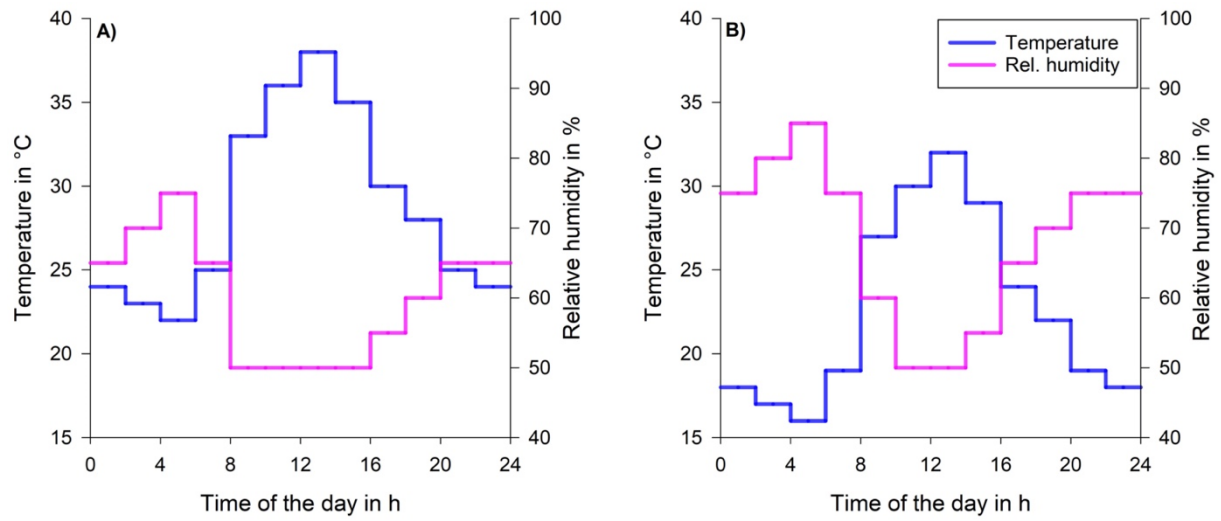 A)
40
35
30
25
20
15
Temperature in °C
100
90
80
70
60
50
40
Relative humidity in %
0 4 8 12 16 20 24
Time of the day in h
B)
Temperature
Rel. humidity
40
35
30
25
20
15
Temperature in °C
100
90
80
70
60
50
40
Relative humidity in %
0 4 8 12 16 20 24
Time of the day in h